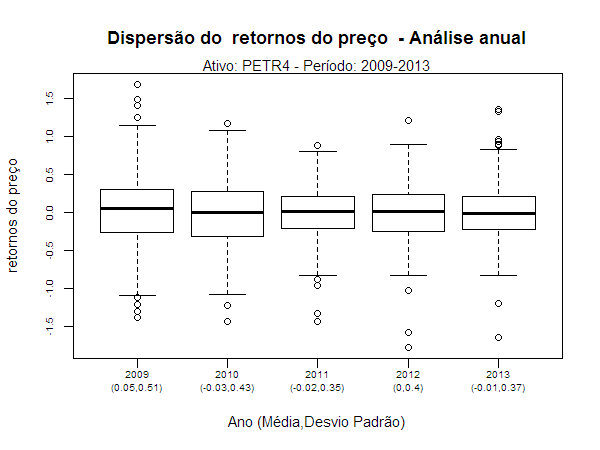 Dispersão do  retornos do preço  - Análise anual
Ativo: PETR4 - Período: 2009-2013
retornos do preço
1.5
1.0
0.5
0.0
-0.5
-1.0
-1.5
2009 2010 2011 2012 2013
(0.05,0.51) (-0.03,0.43) (-0.02,0.35) (0,0.4) (-0.01,0.37)
Ano (Média,Desvio Padrão)